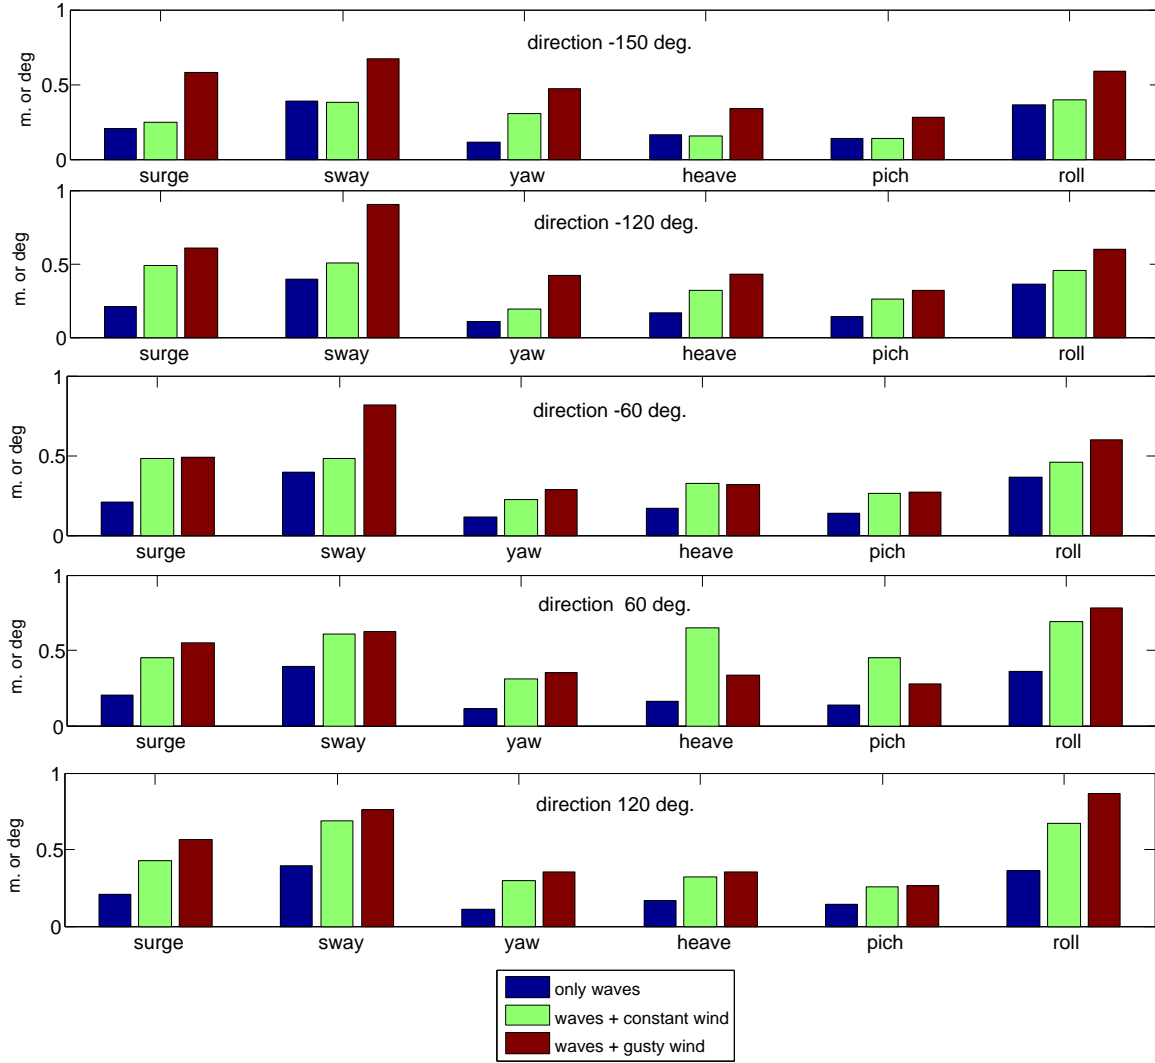 1
direction -150 deg.
0.5
m. or deg
0
surge sway yaw heave pich roll
1
direction -120 deg.
0.5
m. or deg
0
surge sway yaw heave pich roll
1
direction -60 deg.
0.5
m. or deg
0
surge sway yaw heave pich roll
1
direction  60 deg.
0.5
m. or deg
0
surge sway yaw heave pich roll
1
direction 120 deg.
0.5
m. or deg
0
surge sway yaw heave pich roll
only waves
waves + constant wind
waves + gusty wind